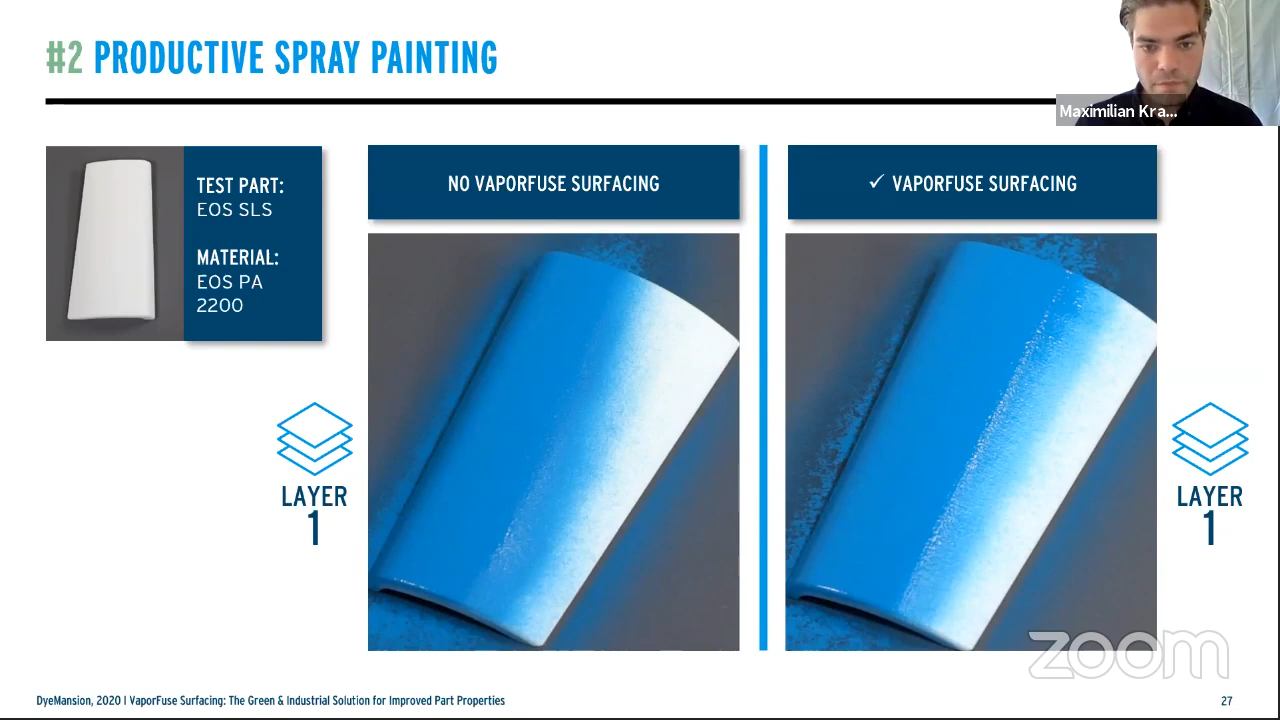 #2 PRODUCTIVE SPRAY PAINTING
Maximilian Kra...
TEST PART:
EOS SLS
MATERIAL:
EOS PA
2200
NO VAPORFUSE SURFACING
✓ VAPORFUSE SURFACING
LAYER
1
LAYER
1
zoom
DyeMansion, 2020 I VaporFuse Surfacing: The Green & Industrial Solution for Improved Part Properties
27